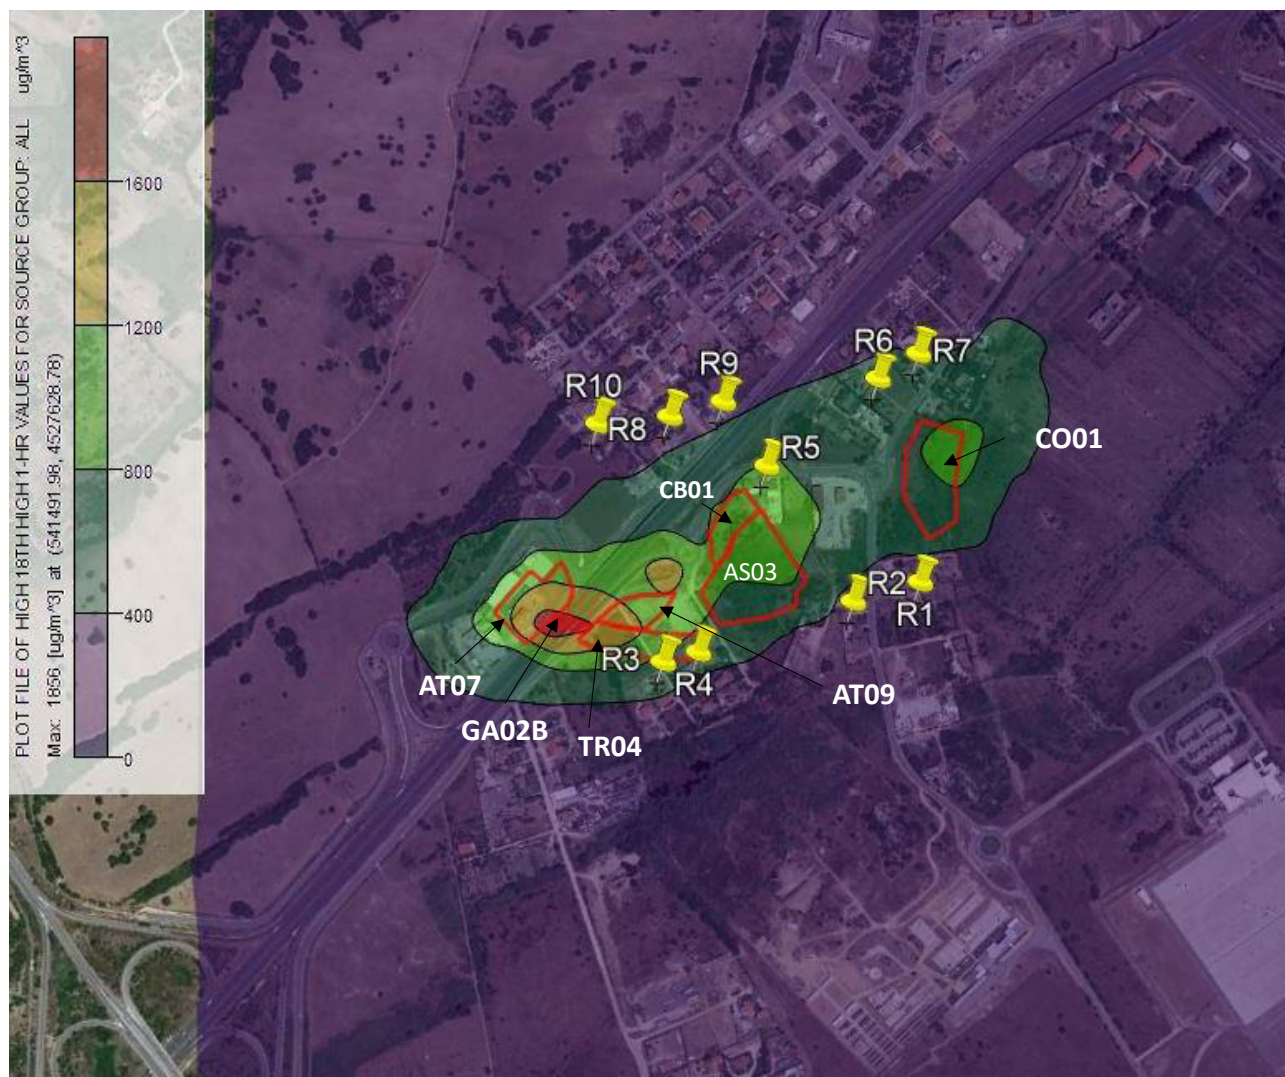 PLOT FILE OF HIGH 18TH HIGH 1-HR VALUES FOR SOURCE GROUP: ALL ug/m^3
Max: 1856 [ug/m^3] at (541491.98, 4527628.78)
1600
1200
800
400
0
R6
R7
R9
R10
R8
R5
CO01
CB01
AS03
R2
R1
R3
R4
AT07
AT09
GA02B
TR04